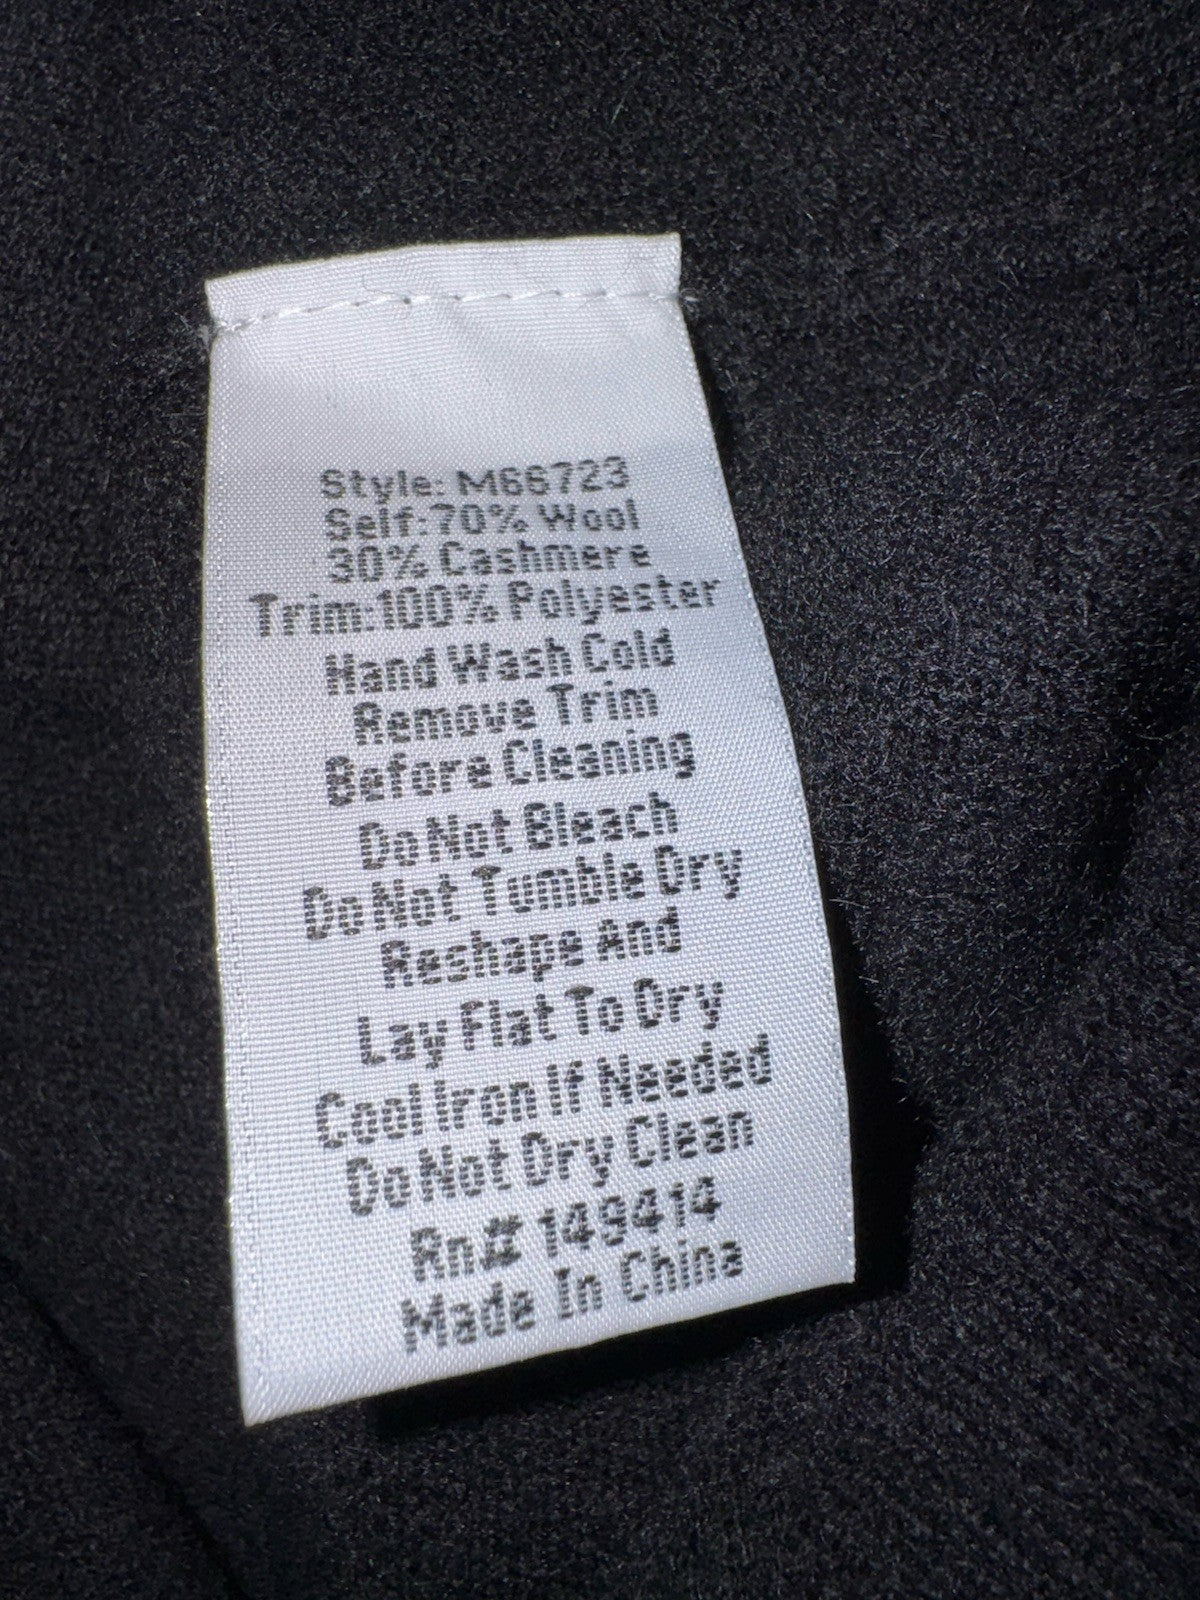 Style: M66723
Self:70% Wool
30% Cashmere
Trim:100% Polyester
Hand Wash Cold
Remove Trim
Before Cleaning
Do Not Bleach
Do Not Tumble Dry
Reshape And
Lay Flat To Dry
Cool Iron If Needed
Do Not Dry Clean
Rn# 149414
Made In China